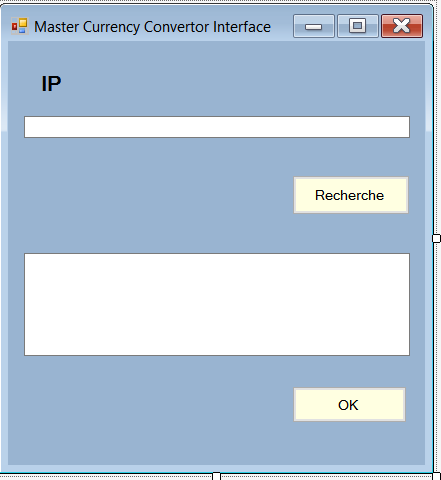 Master Currency Convertor Interface
IP
Recherche
OK